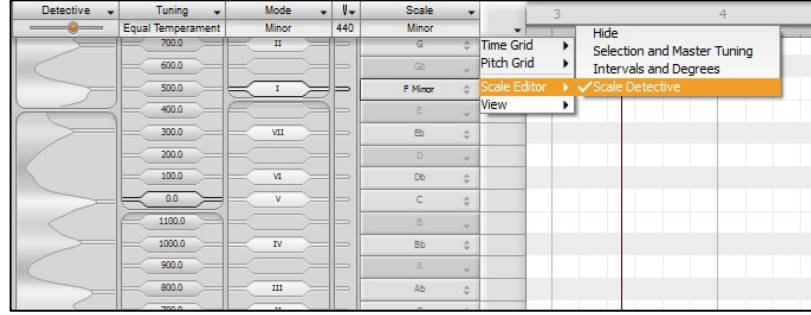 Detective Tuning Mode Scale 3 4
Equal Temperament Minor 440 Minor
Hide
700.0 II G Time Grid Selection and Master Tuning
600.0 Gb Pitch Grid Intervals and Degrees
500.0 I F Minor Scale Editor Scale Detective
400.0 E View
300.0 VII Eb
200.0 D
100.0 VI Db
0.0 V C
1100.0 B
1000.0 IV Bb
900.0 A
800.0 III Ab
700.0 II G